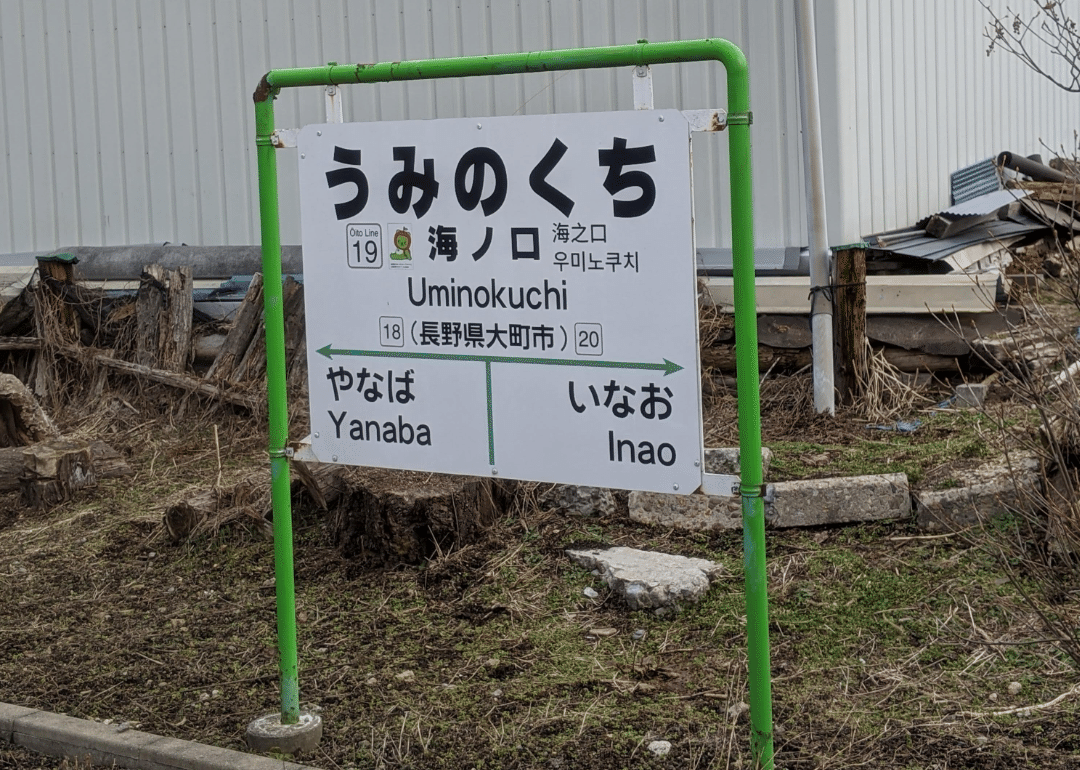 うみのくち
Ōito Line
19
海ノ口
海之口
우미노쿠치
Uminokuchi
18 (長野県大町市) 20
やなば いなお
Yanaba Inao